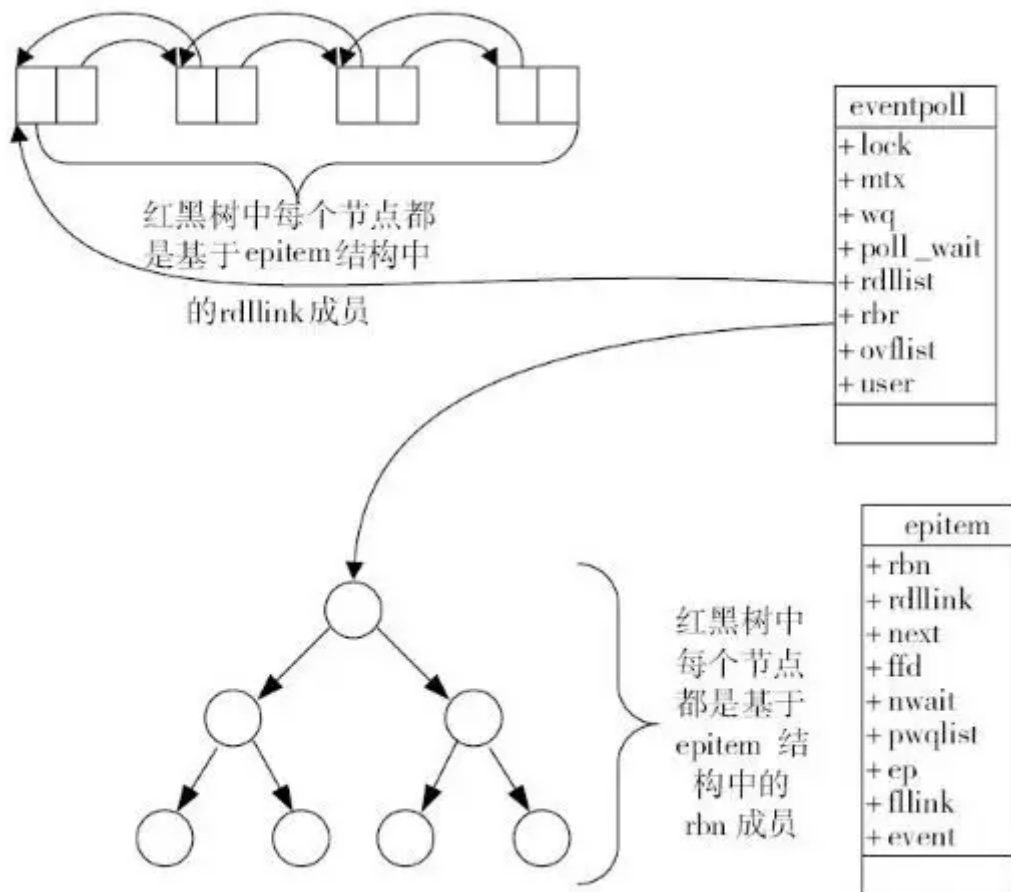 红黑树中每个节点都
是基于epitem结构中
的rdllink成员
eventpoll
+lock
+mtx
+wq
+poll_wait
+rdllist
+rbr
+ovflist
+user
红黑树中
每个节点
都是基于
epitem 结
构中的
rbn 成员
epitem
+rbn
+rdllink
+next
+ffd
+nwait
+pwqlist
+ep
+fllink
+event